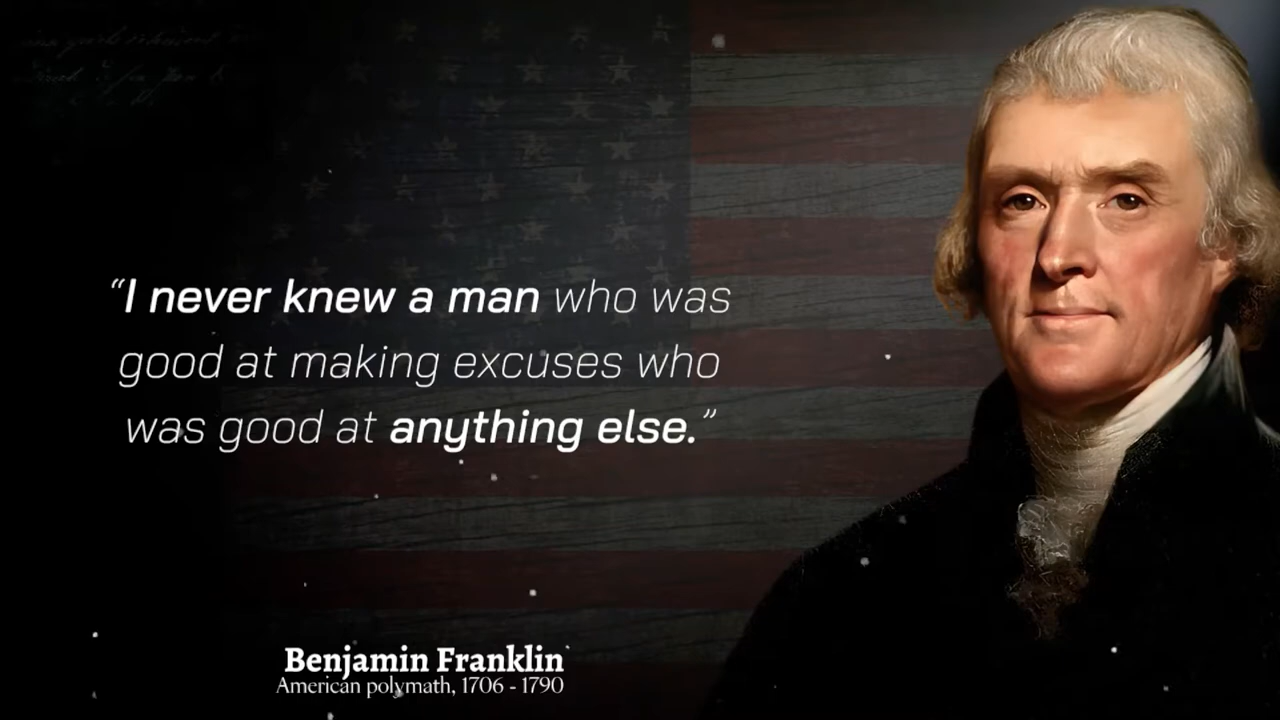 “I never knew a man who was
good at making excuses who
was good at anything else.”
Benjamin Franklin
American polymath, 1706 - 1790